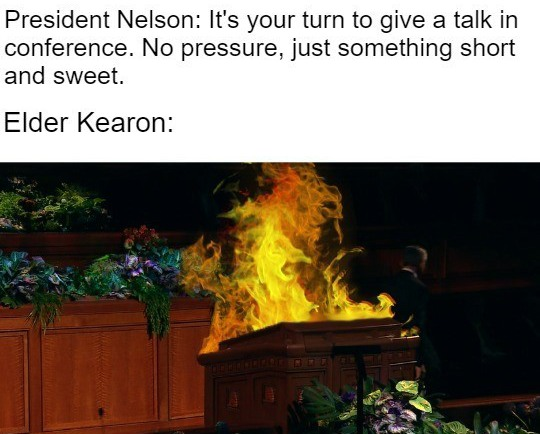 President Nelson: It's your turn to give a talk in
conference. No pressure, just something short
and sweet.
Elder Kearon: